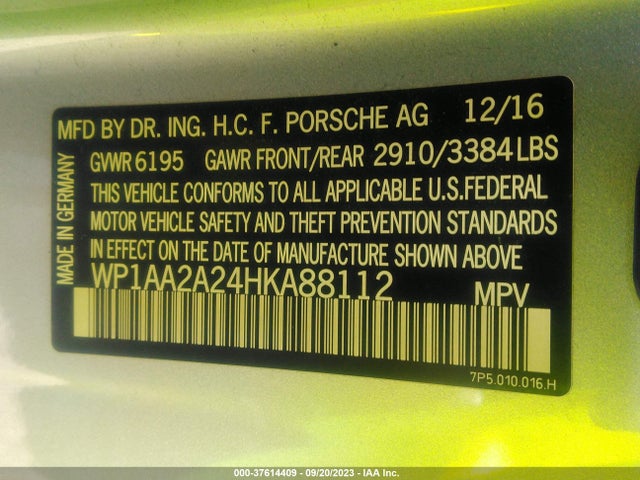 MFD BY DR. ING. H.C. F. PORSCHE AG 12/16
GVWR 6195 GAWR FRONT/REAR 2910/3384 LBS
THIS VEHICLE CONFORMS TO ALL APPLICABLE U.S.FEDERAL
MOTOR VEHICLE SAFETY AND THEFT PREVENTION STANDARDS
IN EFFECT ON THE DATE OF MANUFACTURE SHOWN ABOVE
WP1AA2A24HKA88112 MPV
MADE IN GERMANY
7P5.010.016.H
000-37614409 - 09/20/2023 - IAA Inc.